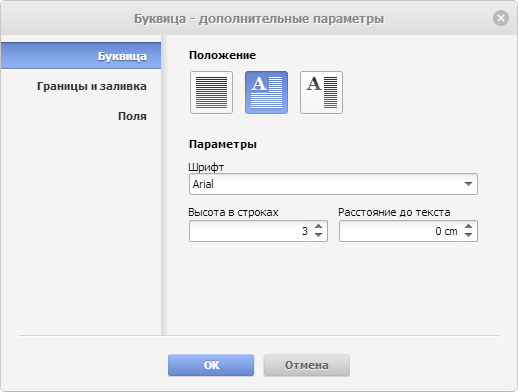 Буквица - дополнительные параметры
Буквица
Границы и заливка
Поля
Положение
A
A
Параметры
Шрифт
Arial
Высота в строках
Расстояние до текста
3
0 cm
OK
Отмена